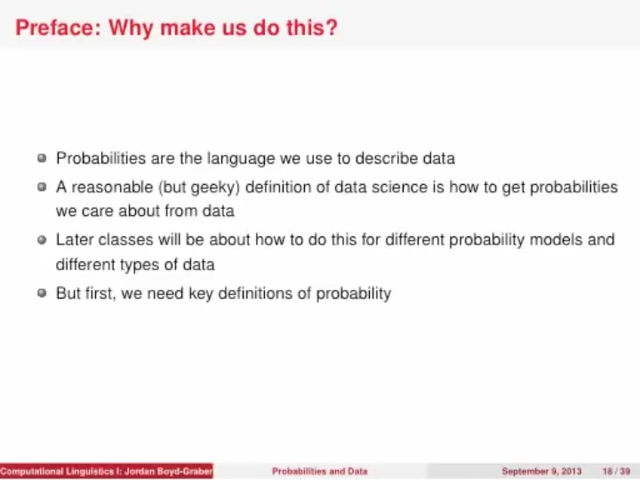 Preface: Why make us do this?
Probabilities are the language we use to describe data
A reasonable (but geeky) definition of data science is how to get probabilities
we care about from data
Later classes will be about how to do this for different probability models and
different types of data
But first, we need key definitions of probability
Computational Linguistics I: Jordan Boyd-Graber Probabilities and Data September 9, 2013 18 / 39